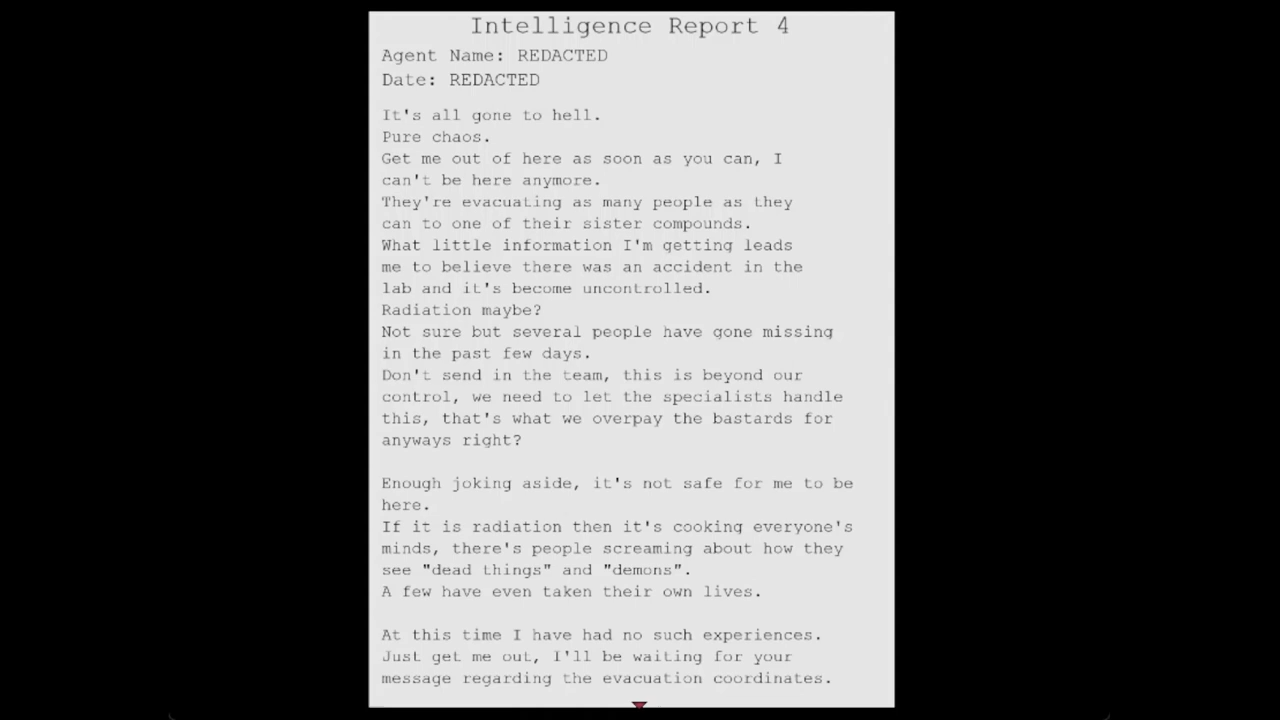 Intelligence Report 4
Agent Name: REDACTED
Date: REDACTED
It's all gone to hell.
Pure chaos.
Get me out of here as soon as you can, I
can't be here anymore.
They're evacuating as many people as they
can to one of their sister compounds.
What little information I'm getting leads
me to believe there was an accident in the
lab and it's become uncontrolled.
Radiation maybe?
Not sure but several people have gone missing
in the past few days.
Don't send in the team, this is beyond our
control, we need to let the specialists handle
this, that's what we overpay the bastards for
anyways right?
Enough joking aside, it's not safe for me to be
here.
If it is radiation then it's cooking everyone's
minds, there's people screaming about how they
see "dead things" and "demons".
A few have even taken their own lives.
At this time I have had no such experiences.
Just get me out, I'll be waiting for your
message regarding the evacuation coordinates.